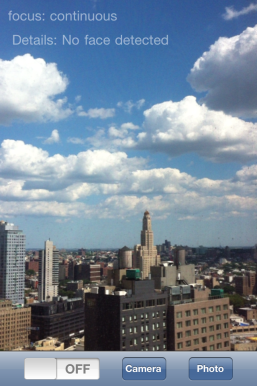 focus: continuous
Details: No face detected
OFF
Camera
Photo